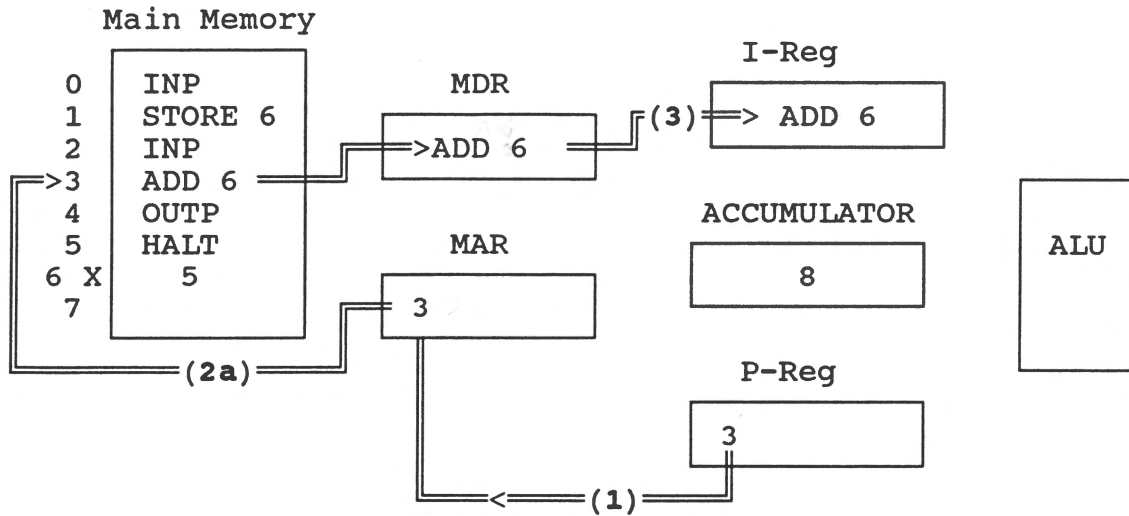 Main Memory
I-Reg
0 INP
MDR
1 STORE 6
(3) > ADD 6
2 INP
>ADD 6
>3 ADD 6
4 OUTP
ACCUMULATOR
5 HALT
MAR
ALU
6 X 5
8
7
3
(2a)
P-Reg
3
< (1)